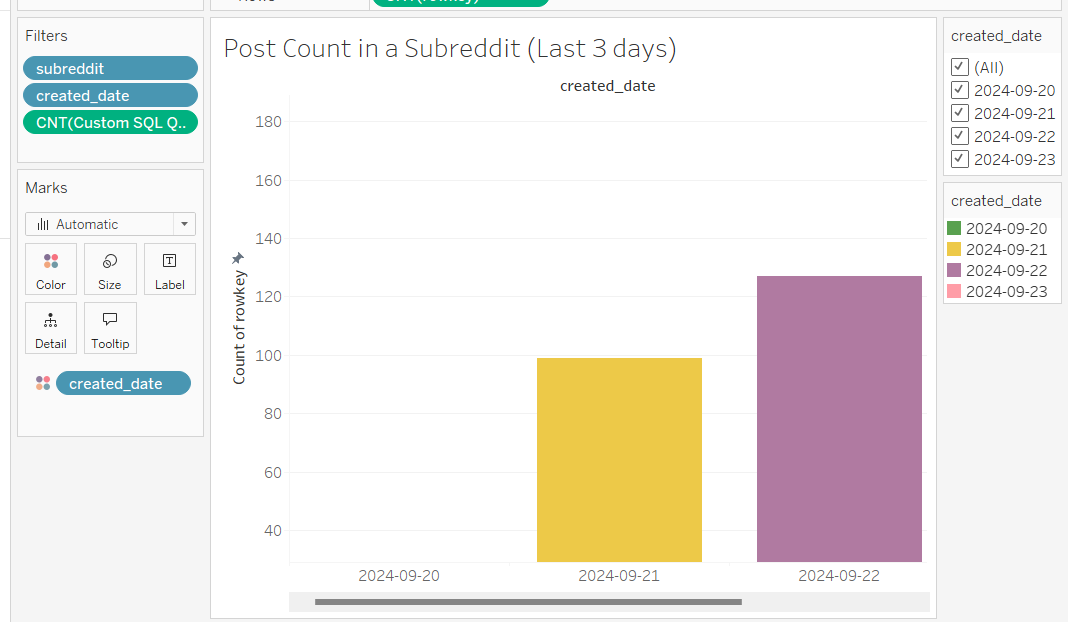 Filters
subreddit
created_date
CNT(Custom SQL Q..
Marks
Automatic
Color
Size
Label
Detail
Tooltip
created_date
Post Count in a Subreddit (Last 3 days)
created_date
Count of rowkey
180
160
140
120
100
80
60
40
2024-09-20
2024-09-21
2024-09-22
created_date
(All)
2024-09-20
2024-09-21
2024-09-22
2024-09-23
created_date
2024-09-20
2024-09-21
2024-09-22
2024-09-23